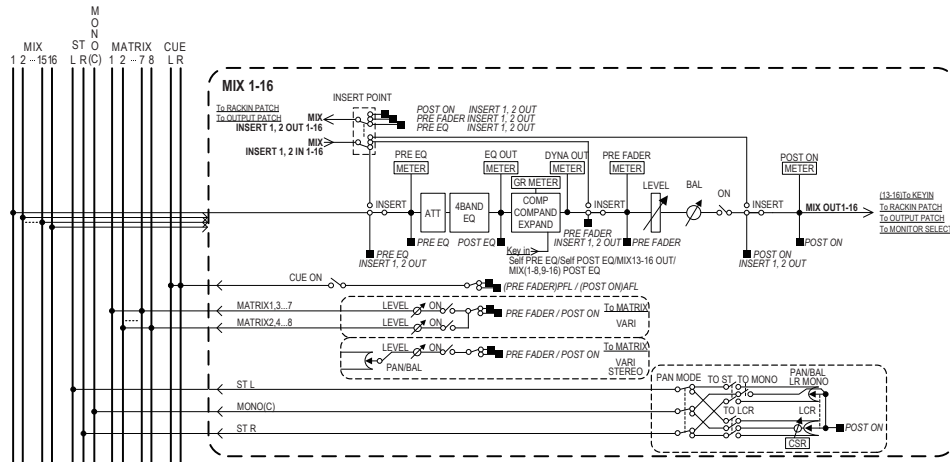 M
O
N
MIX ST O MATRIX CUE
1 2 ··· 15 16 L R (C) 1 2 ··· 7 8 L R
MIX 1-16
INSERT POINT
To RACKIN PATCH
To OUTPUT PATCH
MIX
INSERT 1, 2 OUT 1-16
MIX
INSERT 1, 2 IN 1-16
POST ON INSERT 1, 2 OUT
PRE FADER INSERT 1, 2 OUT
PRE EQ INSERT 1, 2 OUT
PRE EQ
METER
EQ OUT
METER
DYNA OUT
METER
PRE FADER
METER
POST ON
METER
GR METER
INSERT
ATT
4BAND
EQ
COMP
COMPAND
EXPAND
INSERT
LEVEL
BAL
ON
INSERT
MIX OUT1-16
(13-16)To KEYIN
To RACKIN PATCH
To OUTPUT PATCH
To MONITOR SELECT
PRE EQ
INSERT 1, 2 OUT
PRE EQ
POST EQ
Key in
Self PRE EQ/Self POST EQ/MIX13-16 OUT/
MIX(1-8,9-16) POST EQ
PRE FADER
INSERT 1, 2 OUT
PRE FADER
POST ON
INSERT 1, 2 OUT
POST ON
CUE ON
(PRE FADER)PFL / (POST ON)AFL
MATRIX1,3...7
LEVEL
ON
PRE FADER / POST ON
To MATRIX
VARI
MATRIX2,4...8
LEVEL
ON
LEVEL
ON
PAN/BAL
PRE FADER / POST ON
To MATRIX
VARI
STEREO
ST L
MONO(C)
ST R
PAN MODE
TO ST
TO MONO
PAN/BAL
LR MONO
TO LCR
LCR
CSR
POST ON